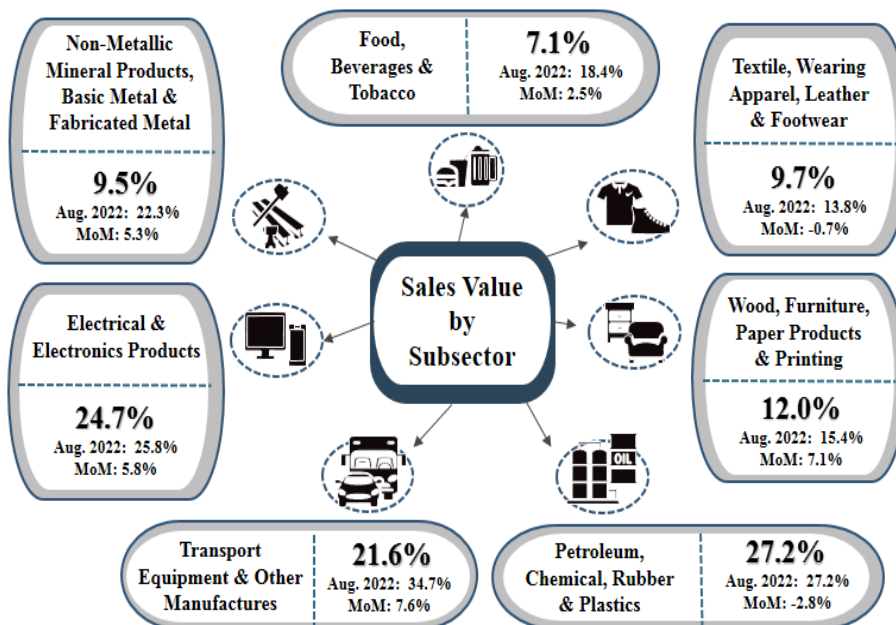 Non-Metallic
Mineral Products,
Basic Metal &
Fabricated Metal
9.5%
Aug. 2022: 22.3%
MoM: 5.3%
Food,
Beverages &
Tobacco
7.1%
Aug. 2022: 18.4%
MoM: 2.5%
Textile, Wearing
Apparel, Leather
& Footwear
9.7%
Aug. 2022: 13.8%
MoM: -0.7%
Sales Value
by
Subsector
Electrical &
Electronics Products
24.7%
Aug. 2022: 25.8%
MoM: 5.8%
Wood, Furniture,
Paper Products
& Printing
12.0%
Aug. 2022: 15.4%
MoM: 7.1%
OIL
Transport
Equipment & Other
Manufactures
21.6%
Aug. 2022: 34.7%
MoM: 7.6%
Petroleum,
Chemical, Rubber
& Plastics
27.2%
Aug. 2022: 27.2%
MoM: -2.8%